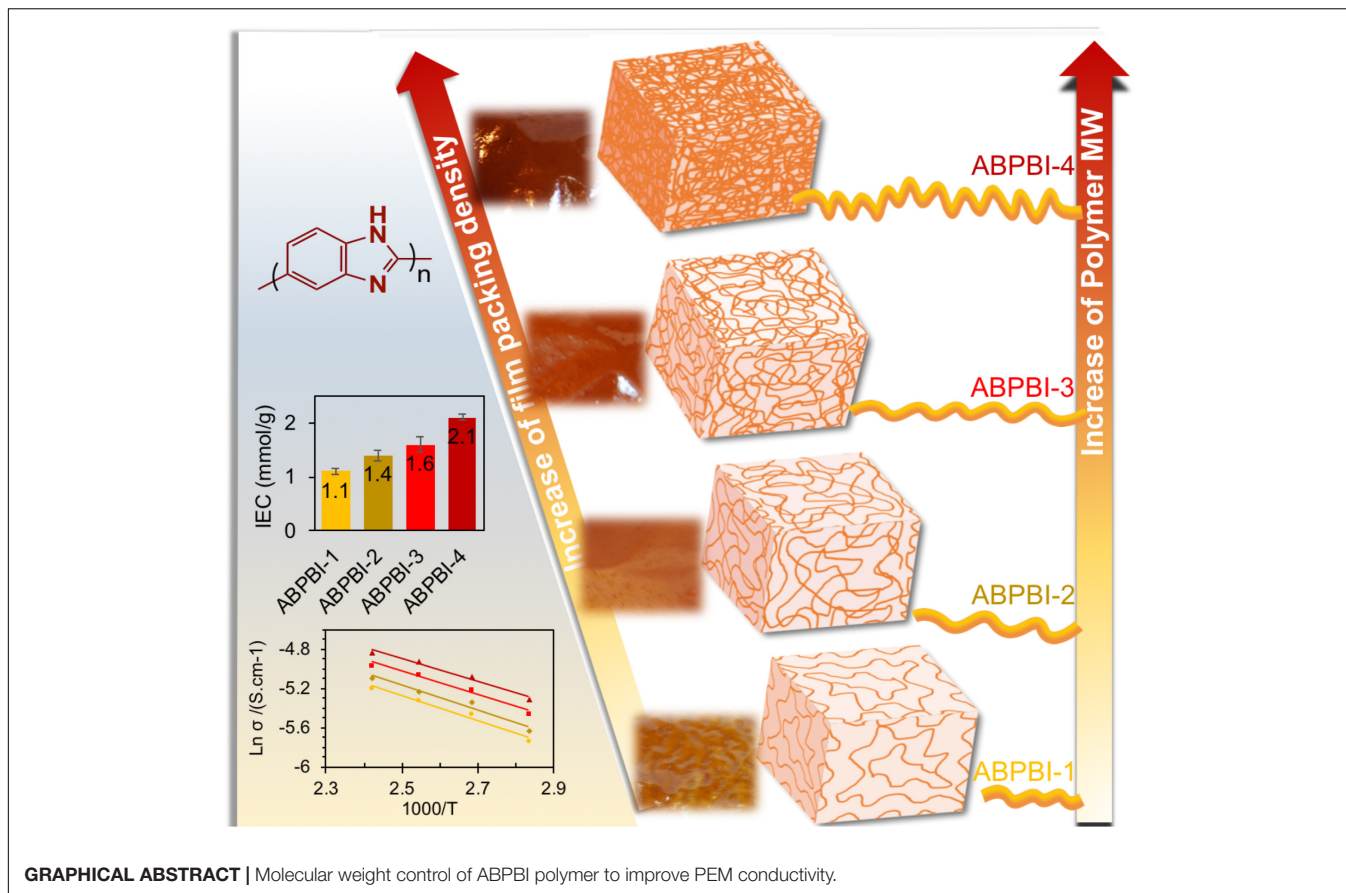 Increase of film packing density
Increase of Polymer MW
ABPBI-4
H
N
N
n
ABPBI-3
IEC (mmol/g)
2
1
0
1.1
1.4
1.6
2.1
ABPBI-1
ABPBI-2
ABPBI-3
ABPBI-4
ABPBI-2
Ln σ /(S.cm-1)
-4.8
-5.2
-5.6
-6
2.3
2.5
2.7
2.9
1000/T
ABPBI-1
GRAPHICAL ABSTRACT | Molecular weight control of ABPBI polymer to improve PEM conductivity.